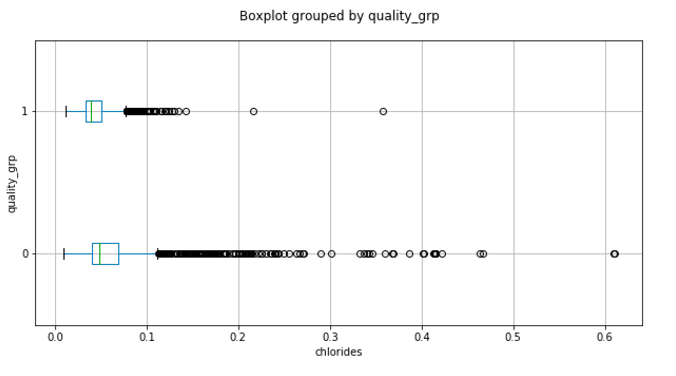 Boxplot grouped by quality_grp
1
0
quality_grp
0.0 0.1 0.2 0.3 0.4 0.5 0.6
chlorides